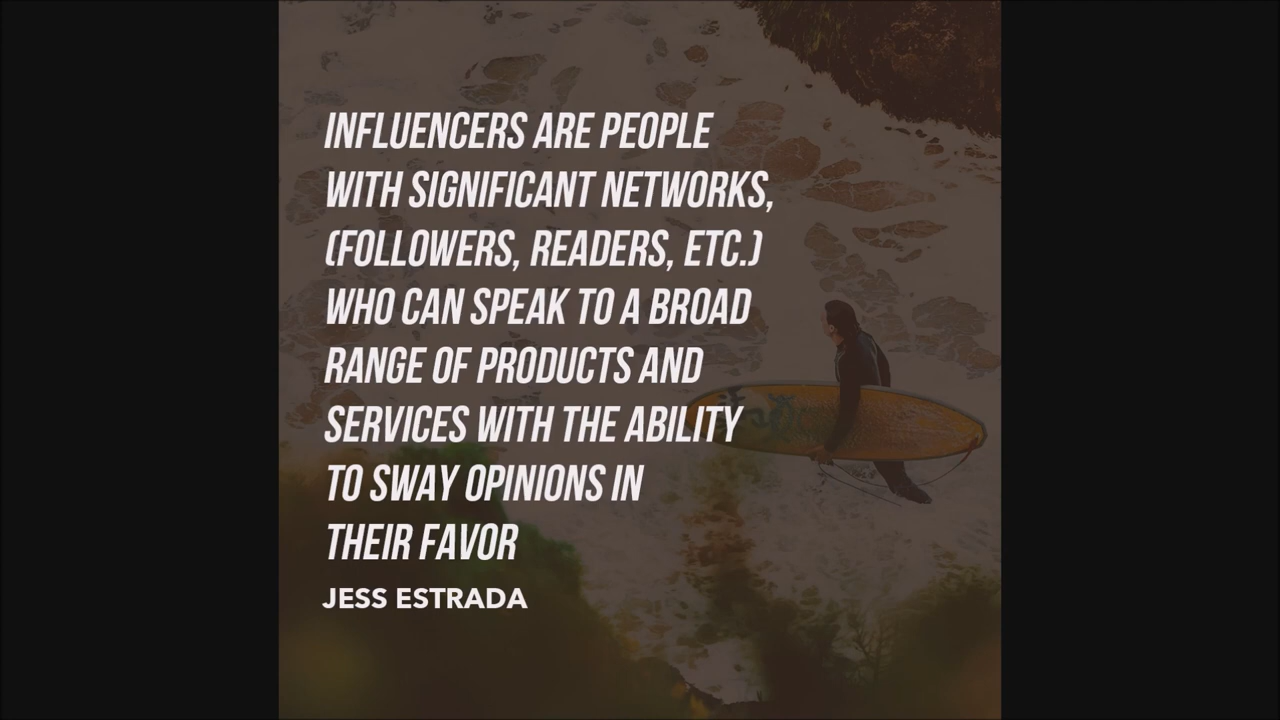 INFLUENCERS ARE PEOPLE
WITH SIGNIFICANT NETWORKS,
(FOLLOWERS, READERS, ETC.)
WHO CAN SPEAK TO A BROAD
RANGE OF PRODUCTS AND
SERVICES WITH THE ABILITY
TO SWAY OPINIONS IN
THEIR FAVOR
JESS ESTRADA